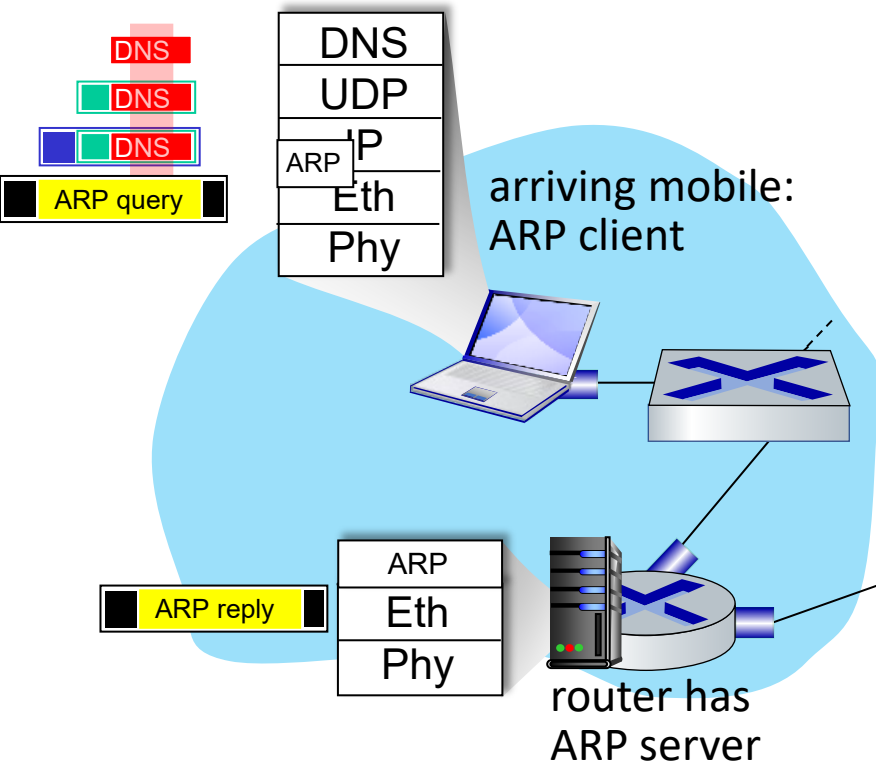 DNS
DNS
DNS
ARP query
DNS
UDP
IP
ARP
Eth
Phy
arriving mobile:
ARP client
ARP reply
ARP
Eth
Phy
router has
ARP server